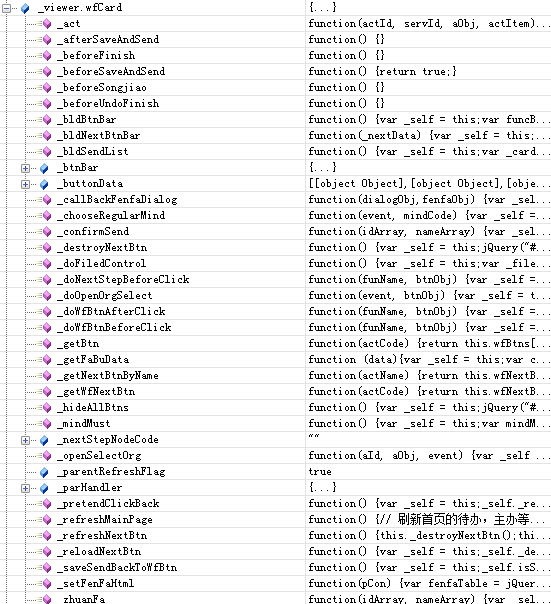 _viewer.wfCard {...}
_act function(actId, servId, aObj, actItem)...
_afterSaveAndSend function() {}
_beforeFinish function() {}
_beforeSaveAndSend function() {return true;}
_beforeSongjiao function() {}
_beforeUndoFinish function() {}
_bldBtnBar function() {var _self = this;var funcB...
_bldNextBtnBar function(_nextData) {var _self = this;...
_bldSendList function() {var _self = this;var _card...
_btnBar {...}
_buttonData [[object Object],[object Object],[obje...
_callBackFenfaDialog function(dialogObj,fenfaObj) {var _sel...
_chooseRegularMind function(event, mindCode) {var _self =...
_confirmSend function(idArray, nameArray) {var _sel...
_destroyNextBtn function() {var _self = this;jQuery("#...
_doFiledControl function() {var _self = this;var _file...
_doNextStepBeforeClick function(funName, btnObj) {var _self =...
_doOpenOrgSelect function(event, btnObj) {var _self = t...
_doWfBtnAfterClick function(funName, btnObj) {var _self =...
_doWfBtnBeforeClick function(funName, btnObj) {var _self =...
_getBtn function(actCode) {return this.wfBtns[...
_getFaBuData function (data){var _self = this;var c...
_getNextBtnByName function(actName) {return this.wfNextB...
_getWfNextBtn function(actCode) {return this.wfNextB...
_hideAllBtns function() {var _self = this;jQuery("#...
_mindMust function() {var _self = this;var mindM...
_nextStepNodeCode ""
_openSelectOrg function(aId, aObj, event) {var _self ...
_parentRefreshFlag true
_parHandler {...}
_pretendClickBack function() {var _self = this;_self._re...
_refreshMainPage function() {// 刷新首页的待办，主办等...
_refreshNextBtn function() {this._destroyNextBtn();thi...
_reloadNextBtn function() {var _self = this;_self._de...
_saveSendBackToWfBtn function() {var _self = this;_self.isS...
_setFenFaHtml function(pCon) {var fenfaTable = jQuer...
_zhuanFa function(idArray, nameArray) {var _sel...